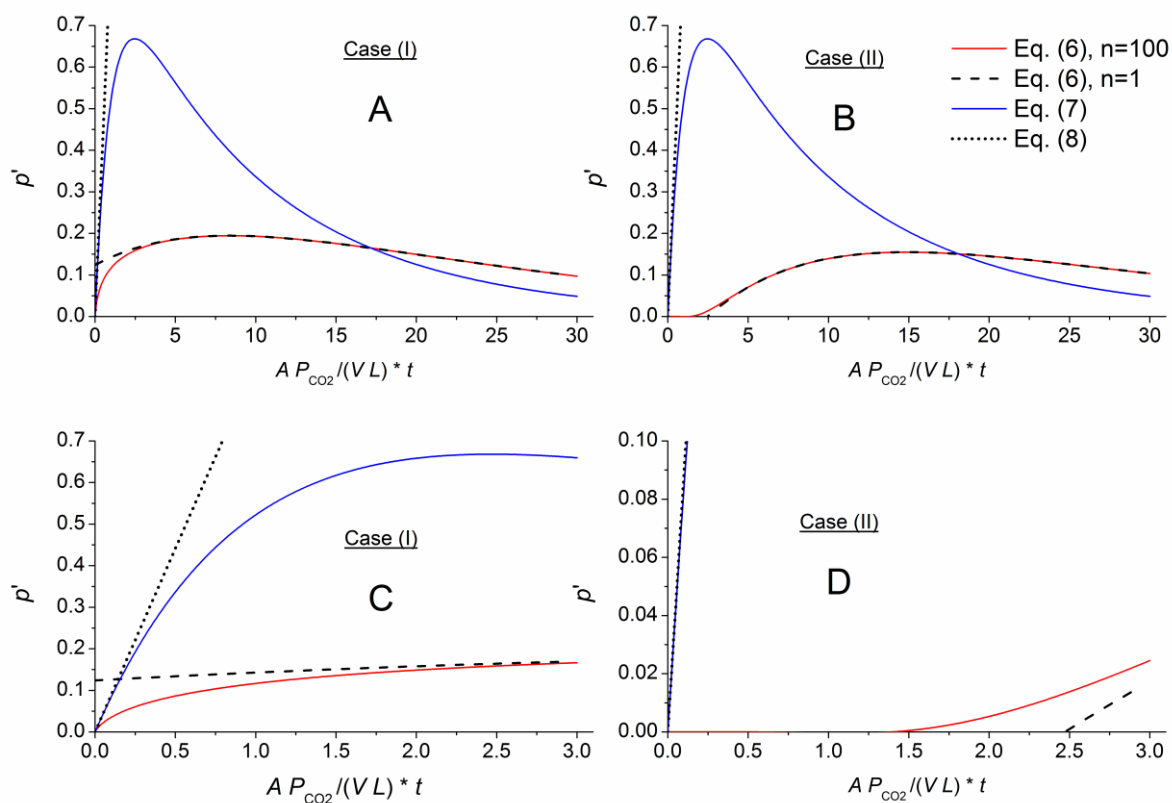 0.7
0.6
0.5
0.4
0.3
0.2
0.1
0.0
p'
Case (I)
A
0 5 10 15 20 25 30
A P_CO2/(V L) * t
0.7
0.6
0.5
0.4
0.3
0.2
0.1
0.0
p'
Case (II)
B
0 5 10 15 20 25 30
A P_CO2/(V L) * t
Eq. (6), n=100
Eq. (6), n=1
Eq. (7)
Eq. (8)
0.7
0.6
0.5
0.4
0.3
0.2
0.1
0.0
p'
Case (I)
C
0.0 0.5 1.0 1.5 2.0 2.5 3.0
A P_CO2/(V L) * t
0.10
0.08
0.06
0.04
0.02
0.00
p'
Case (II)
D
0.0 0.5 1.0 1.5 2.0 2.5 3.0
A P_CO2/(V L) * t